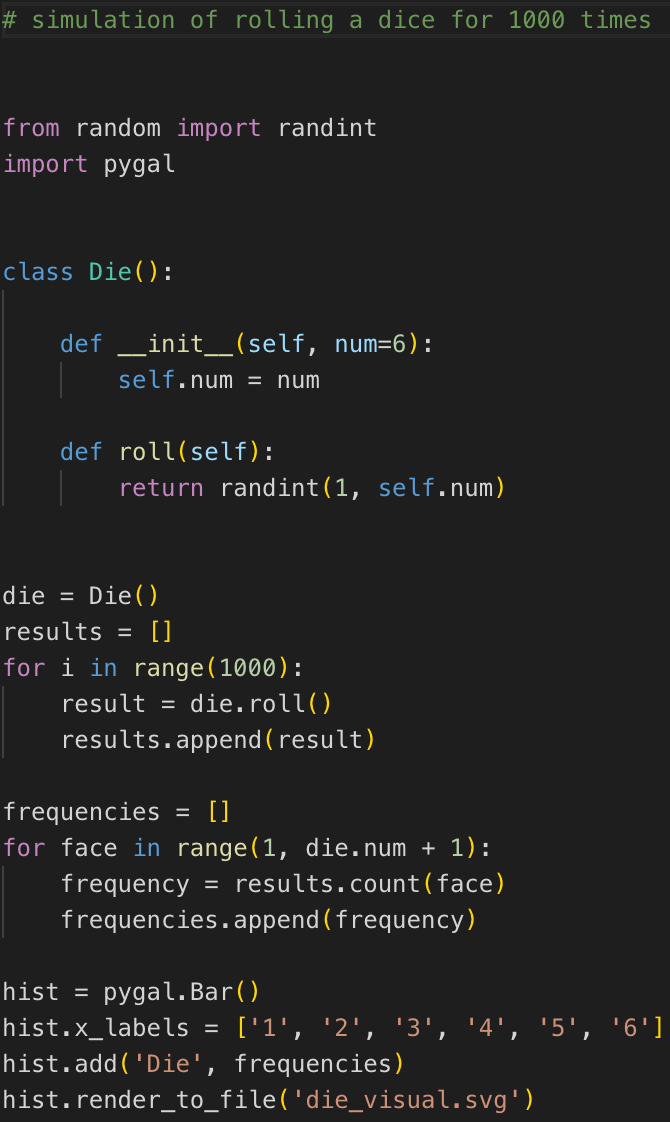 # simulation of rolling a dice for 1000 times
from random import randint
import pygal
class Die():
    def __init__(self, num=6):
        self.num = num
    def roll(self):
        return randint(1, self.num)
die = Die()
results = []
for i in range(1000):
    result = die.roll()
    results.append(result)
frequencies = []
for face in range(1, die.num + 1):
    frequency = results.count(face)
    frequencies.append(frequency)
hist = pygal.Bar()
hist.x_labels = ['1', '2', '3', '4', '5', '6']
hist.add('Die', frequencies)
hist.render_to_file('die_visual.svg')